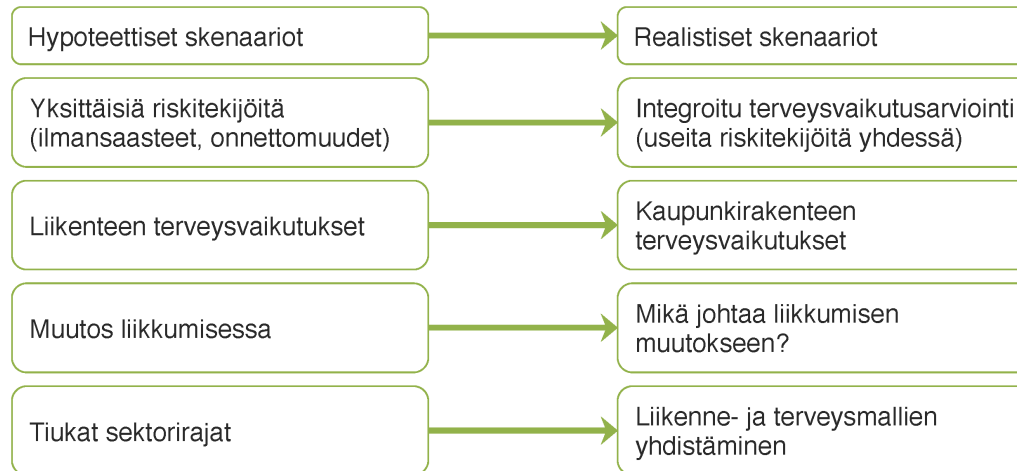 Hypoteettiset skenaariot
Realistiset skenaariot
Yksittäisiä riskitekijöitä
(ilmansaasteet, onnettomuudet)
Integroitu terveysvaikutusarviointi
(useita riskitekijöitä yhdessä)
Liikenteen terveysvaikutukset
Kaupunkirakenteen
terveysvaikutukset
Muutos liikkumisessa
Mikä johtaa liikkumisen
muutokseen?
Tiukat sektorirajat
Liikenne- ja terveysmallien
yhdistäminen